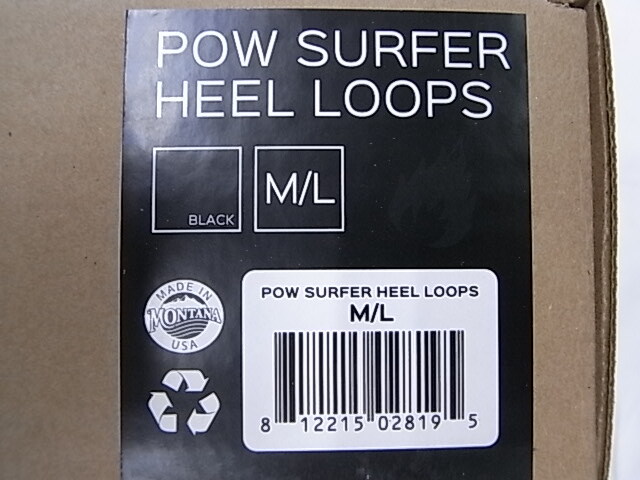 POW SURFER
HEEL LOOPS
BLACK
M/L
MADE IN
MONTANA
USA
POW SURFER HEEL LOOPS
M/L
8 12215 02819 5